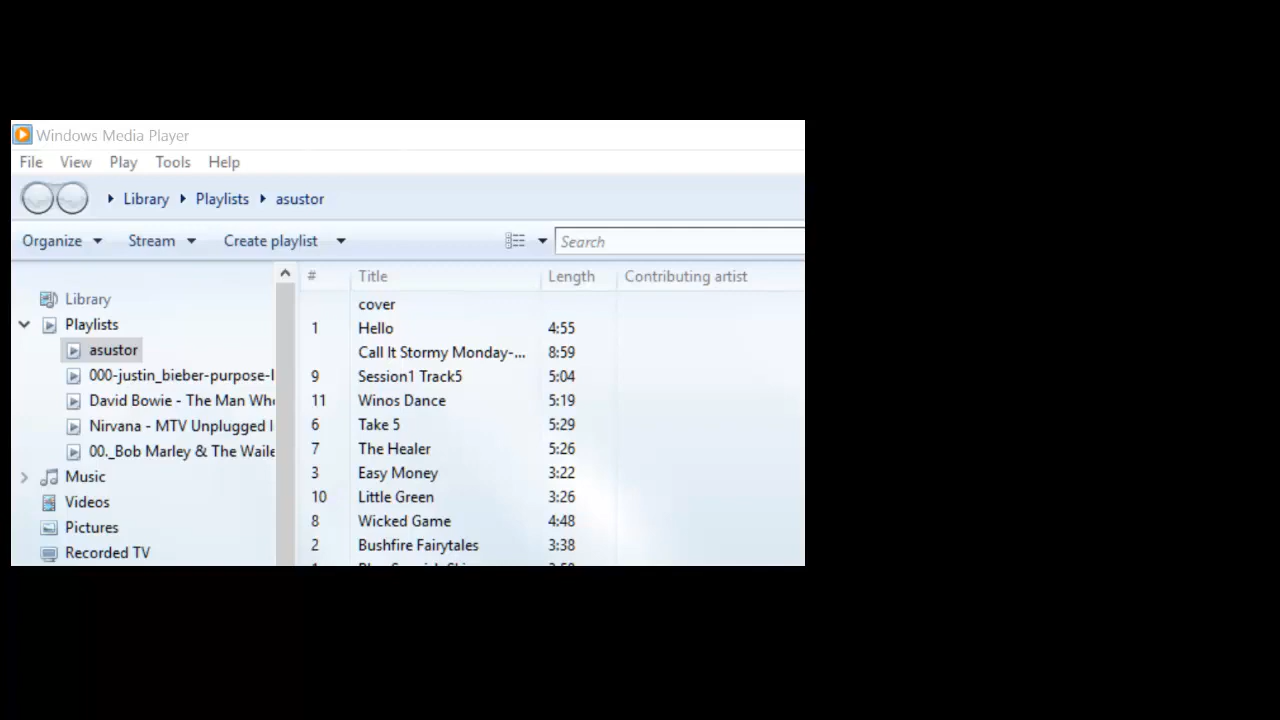 Windows Media Player
File View Play Tools Help
Library Playlists asustor
Organize Stream Create playlist Search
# Title Length Contributing artist
Library
Playlists
asustor
000-justin_bieber-purpose-
David Bowie - The Man
Nirvana - MTV Unplugged
00._Bob Marley & The
Music
Videos
Pictures
Recorded TV
cover
1 Hello 4:55
Call It Stormy Monday-... 8:59
9 Session1 Track5 5:04
11 Winos Dance 5:19
6 Take 5 5:29
7 The Healer 5:26
3 Easy Money 3:22
10 Little Green 3:26
8 Wicked Game 4:48
2 Bushfire Fairytales 3:38